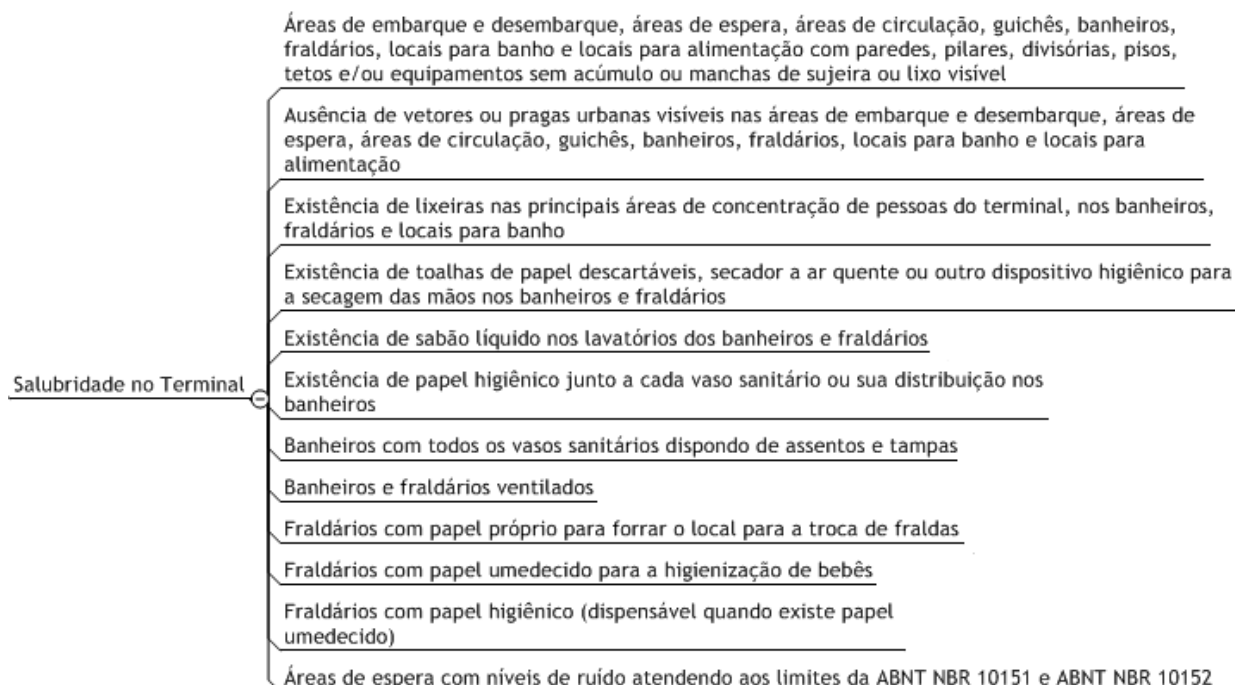 Áreas de embarque e desembarque, áreas de espera, áreas de circulação, guichês, banheiros,
fraldários, locais para banho e locais para alimentação com paredes, pilares, divisórias, pisos,
tetos e/ou equipamentos sem acúmulo ou manchas de sujeira ou lixo visível
Ausência de vetores ou pragas urbanas visíveis nas áreas de embarque e desembarque, áreas de
espera, áreas de circulação, guichês, banheiros, fraldários, locais para banho e locais para
alimentação
Existência de lixeiras nas principais áreas de concentração de pessoas do terminal, nos banheiros,
fraldários e locais para banho
Existência de toalhas de papel descartáveis, secador a ar quente ou outro dispositivo higiênico para
a secagem das mãos nos banheiros e fraldários
Existência de sabão líquido nos lavatórios dos banheiros e fraldários
Salubridade no Terminal
Existência de papel higiênico junto a cada vaso sanitário ou sua distribuição nos
banheiros
Banheiros com todos os vasos sanitários dispondo de assentos e tampas
Banheiros e fraldários ventilados
Fraldários com papel próprio para forrar o local para a troca de fraldas
Fraldários com papel umedecido para a higienização de bebês
Fraldários com papel higiênico (dispensável quando existe papel
umedecido)
Áreas de espera com níveis de ruído atendendo aos limites da ABNT NBR 10151 e ABNT NBR 10152